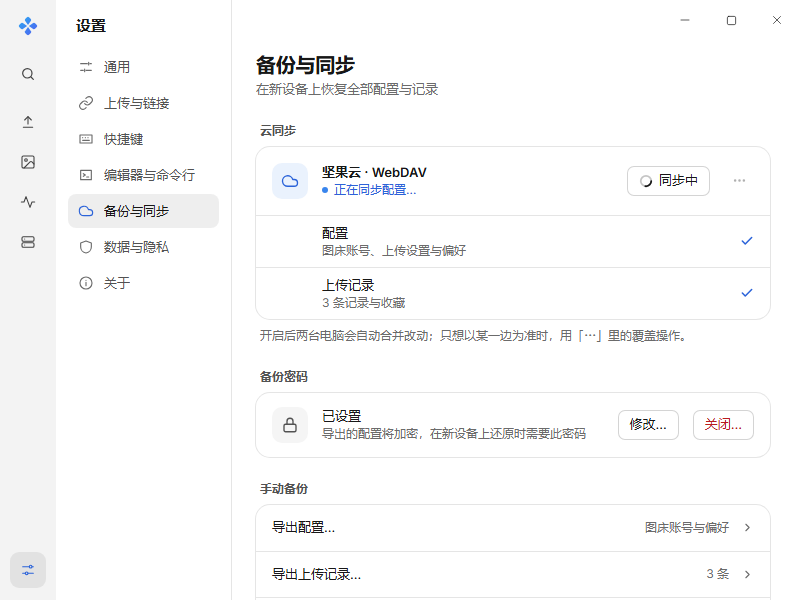 设置
通用
上传与链接
快捷键
编辑器与命令行
备份与同步
数据与隐私
关于
备份与同步
在新设备上恢复全部配置与记录
云同步
坚果云 · WebDAV
正在同步配置...
同步中
配置
图床账号、上传设置与偏好
上传记录
3 条记录与收藏
开启后两台电脑会自动合并改动；只想以某一边为准时，用「⋯」里的覆盖操作。
备份密码
已设置
导出的配置将加密，在新设备上还原时需要此密码
修改...
关闭...
手动备份
导出配置...
图床账号与偏好
导出上传记录...
3 条